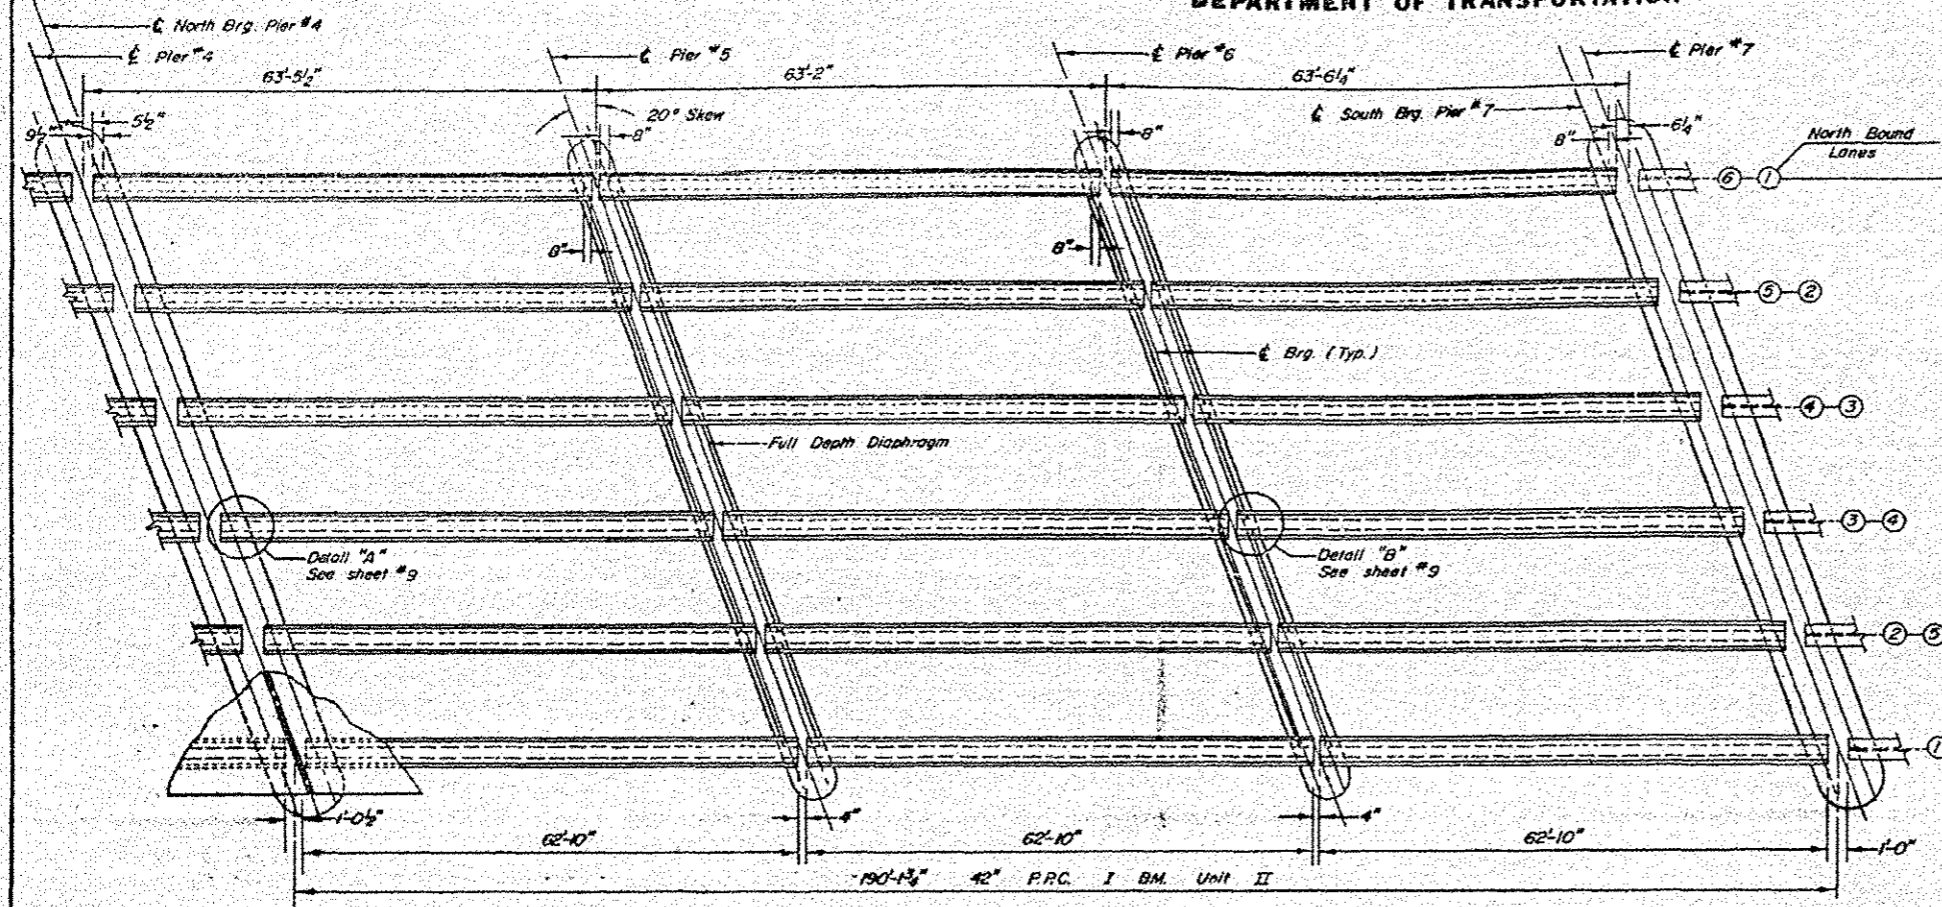 DEPARTMENT OF TRANSPORTATION
℄ North Brg. Pier #4
℄ Pier #4
℄ Pier #5
℄ Pier #6
℄ Pier #7
63'-5½"
63'-2"
63'-6¼"
20° Skew
℄ South Brg. Pier #7
9½"
5½"
8"
8"
8"
6¼"
North Bound
Lanes
6 1
8"
8"
5 2
℄ Brg. (Typ.)
4 3
Full Depth Diaphragm
3 4
Detail "A"
See sheet #9
Detail "B"
See sheet #9
2 5
1
1'-0½"
4"
4"
62'-10"
62'-10"
62'-10"
1'-0"
190'-1¾" 42" P.P.C. I BM. Unit II